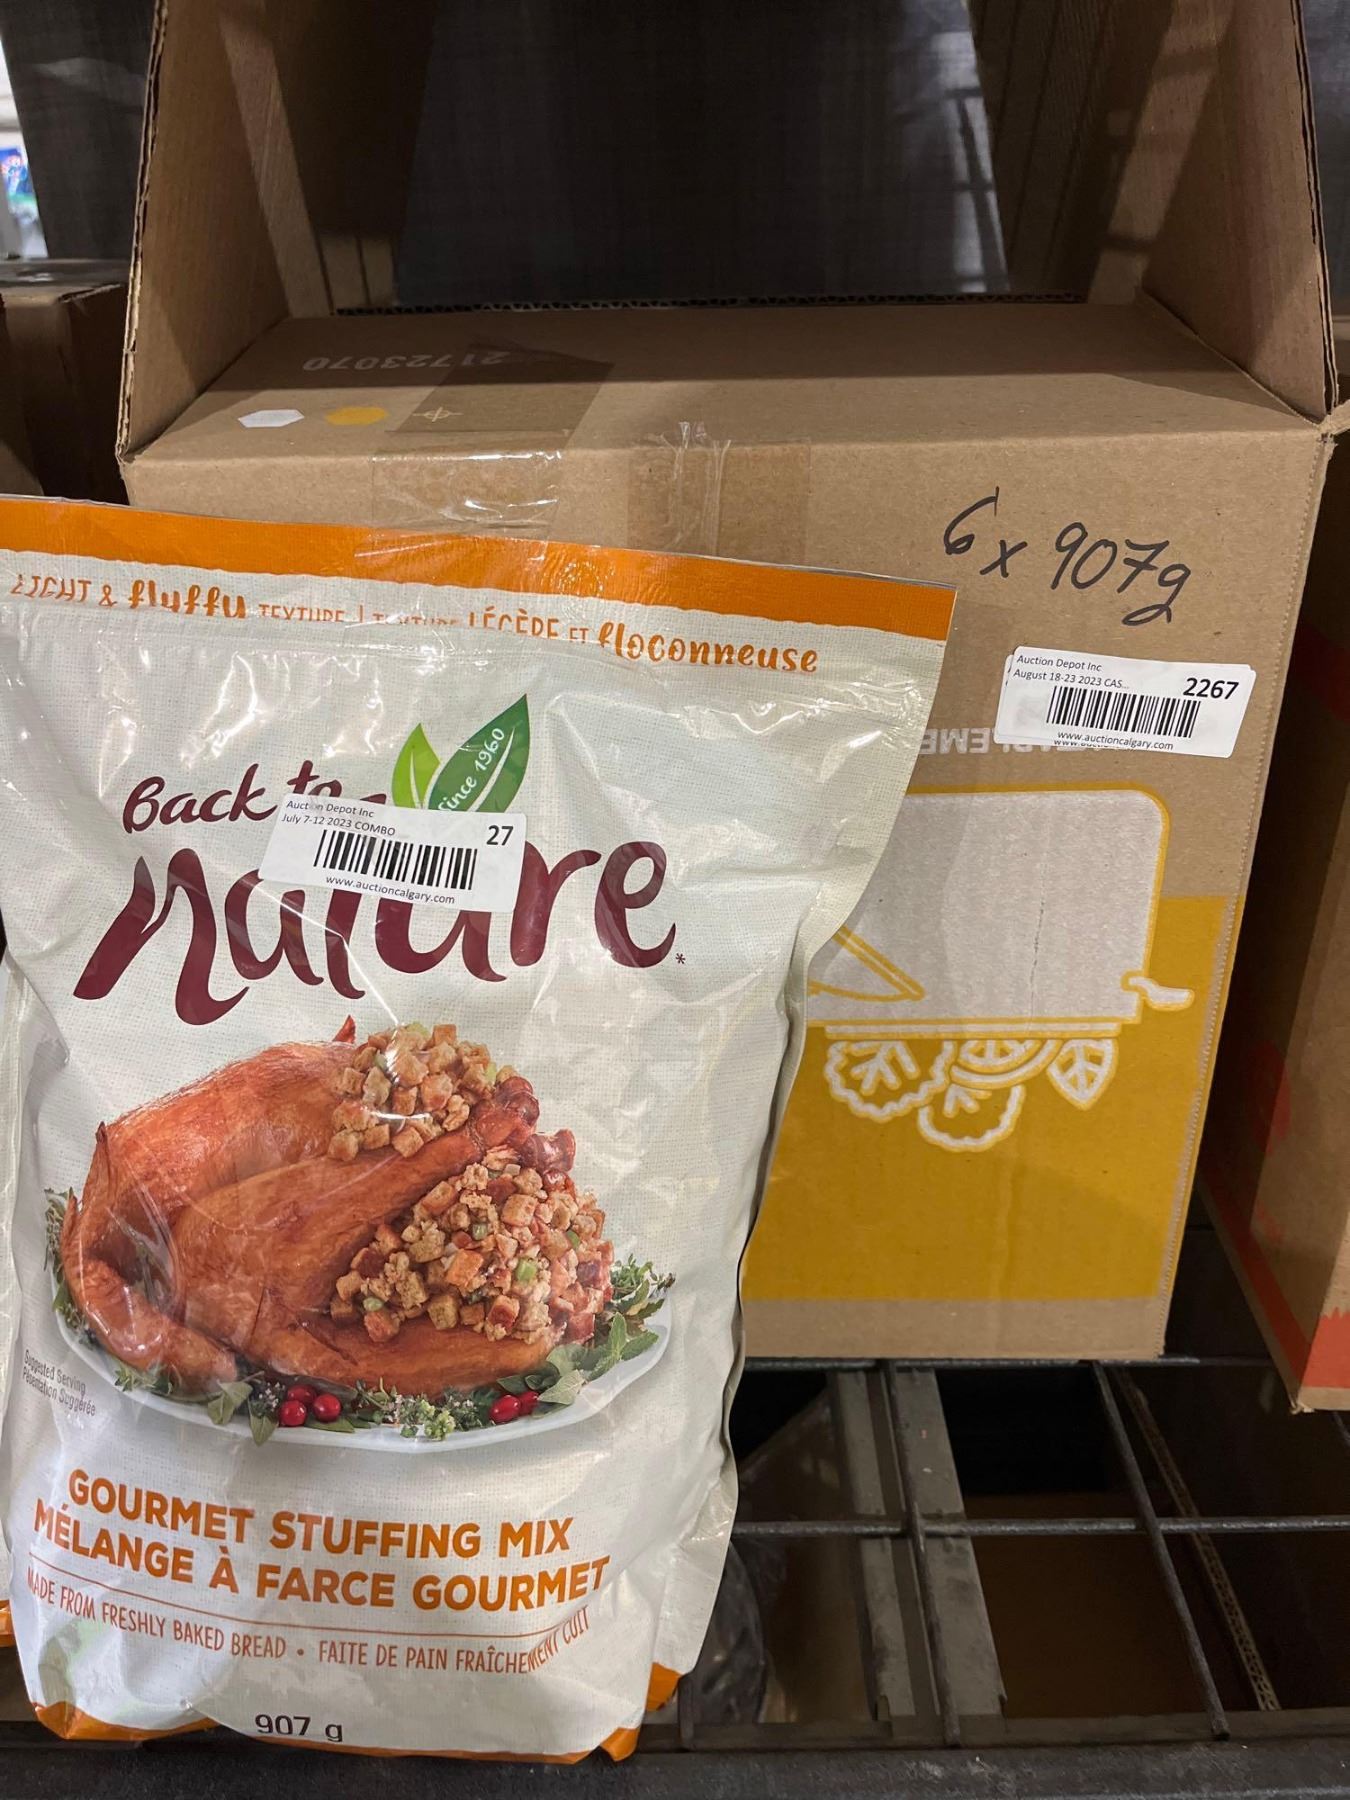 21723070
6 x 907g
Auction Depot Inc
August 18-23 2023 CAS...
2267
www.auctioncalgary.com
LIGHT & fluffy TEXTURE | TEXTURE LÉGÈRE ET floconneuse
Since 1960
Back to
nature
*
Auction Depot Inc
July 7-12 2023 COMBO
27
www.auctioncalgary.com
Suggested Serving
Présentation Suggérée
GOURMET STUFFING MIX
MÉLANGE À FARCE GOURMET
MADE FROM FRESHLY BAKED BREAD • FAITE DE PAIN FRAÎCHEMENT CUIT
907 g